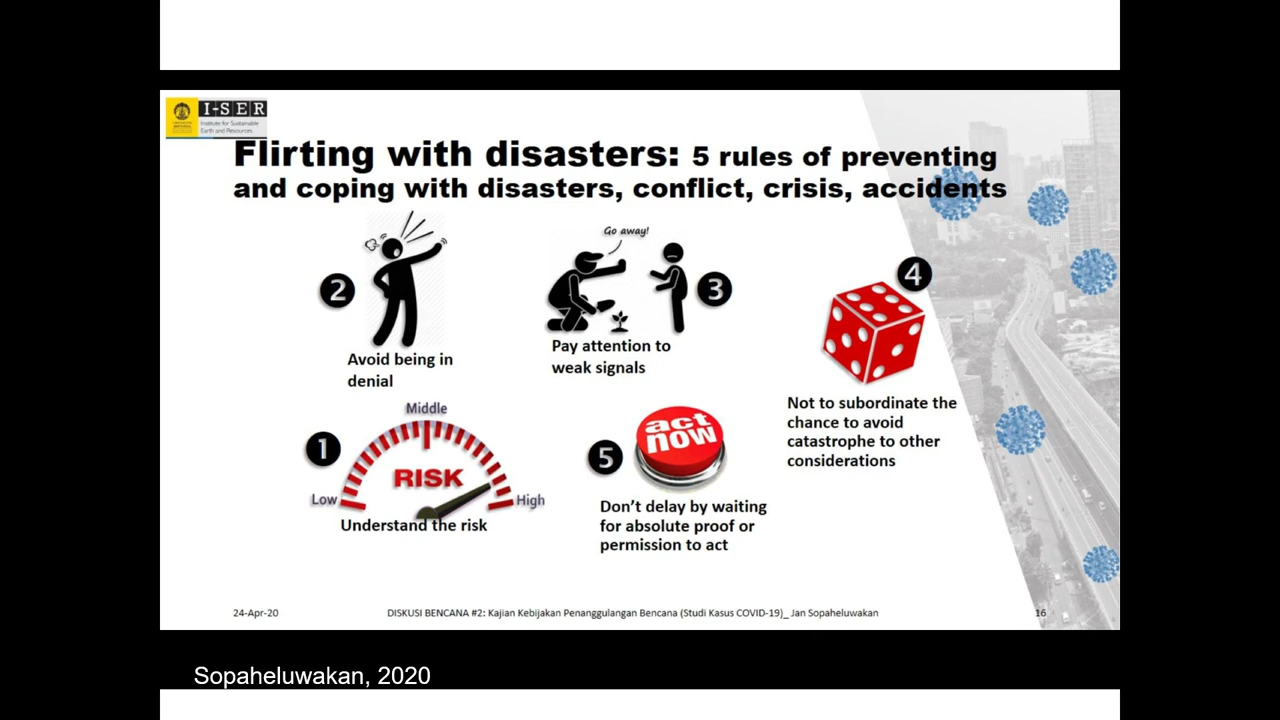 I-SER
Institute for Sustainable
Earth and Resources
Flirting with disasters: 5 rules of preventing
and coping with disasters, conflict, crisis, accidents
2
Avoid being in
denial
Go away!
3
Pay attention to
weak signals
4
Not to subordinate the
chance to avoid
catastrophe to other
considerations
1
Low
Middle
High
RISK
Understand the risk
5
act
now
Don't delay by waiting
for absolute proof or
permission to act
24-Apr-20
DISKUSI BENCANA #2: Kajian Kebijakan Penanggulangan Bencana (Studi Kasus COVID-19)_ Jan Sopaheluwakan
16
Sopaheluwakan, 2020